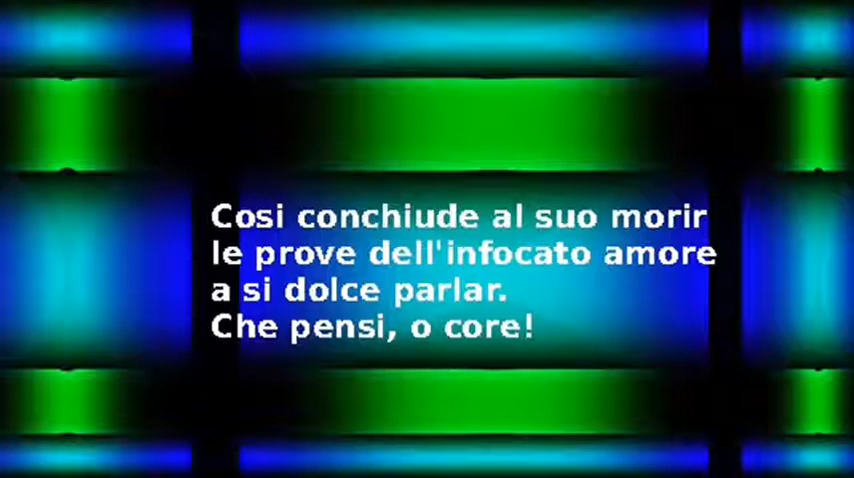 Cosi conchiude al suo morir
le prove dell'infocato amore
a si dolce parlar.
Che pensi, o core!